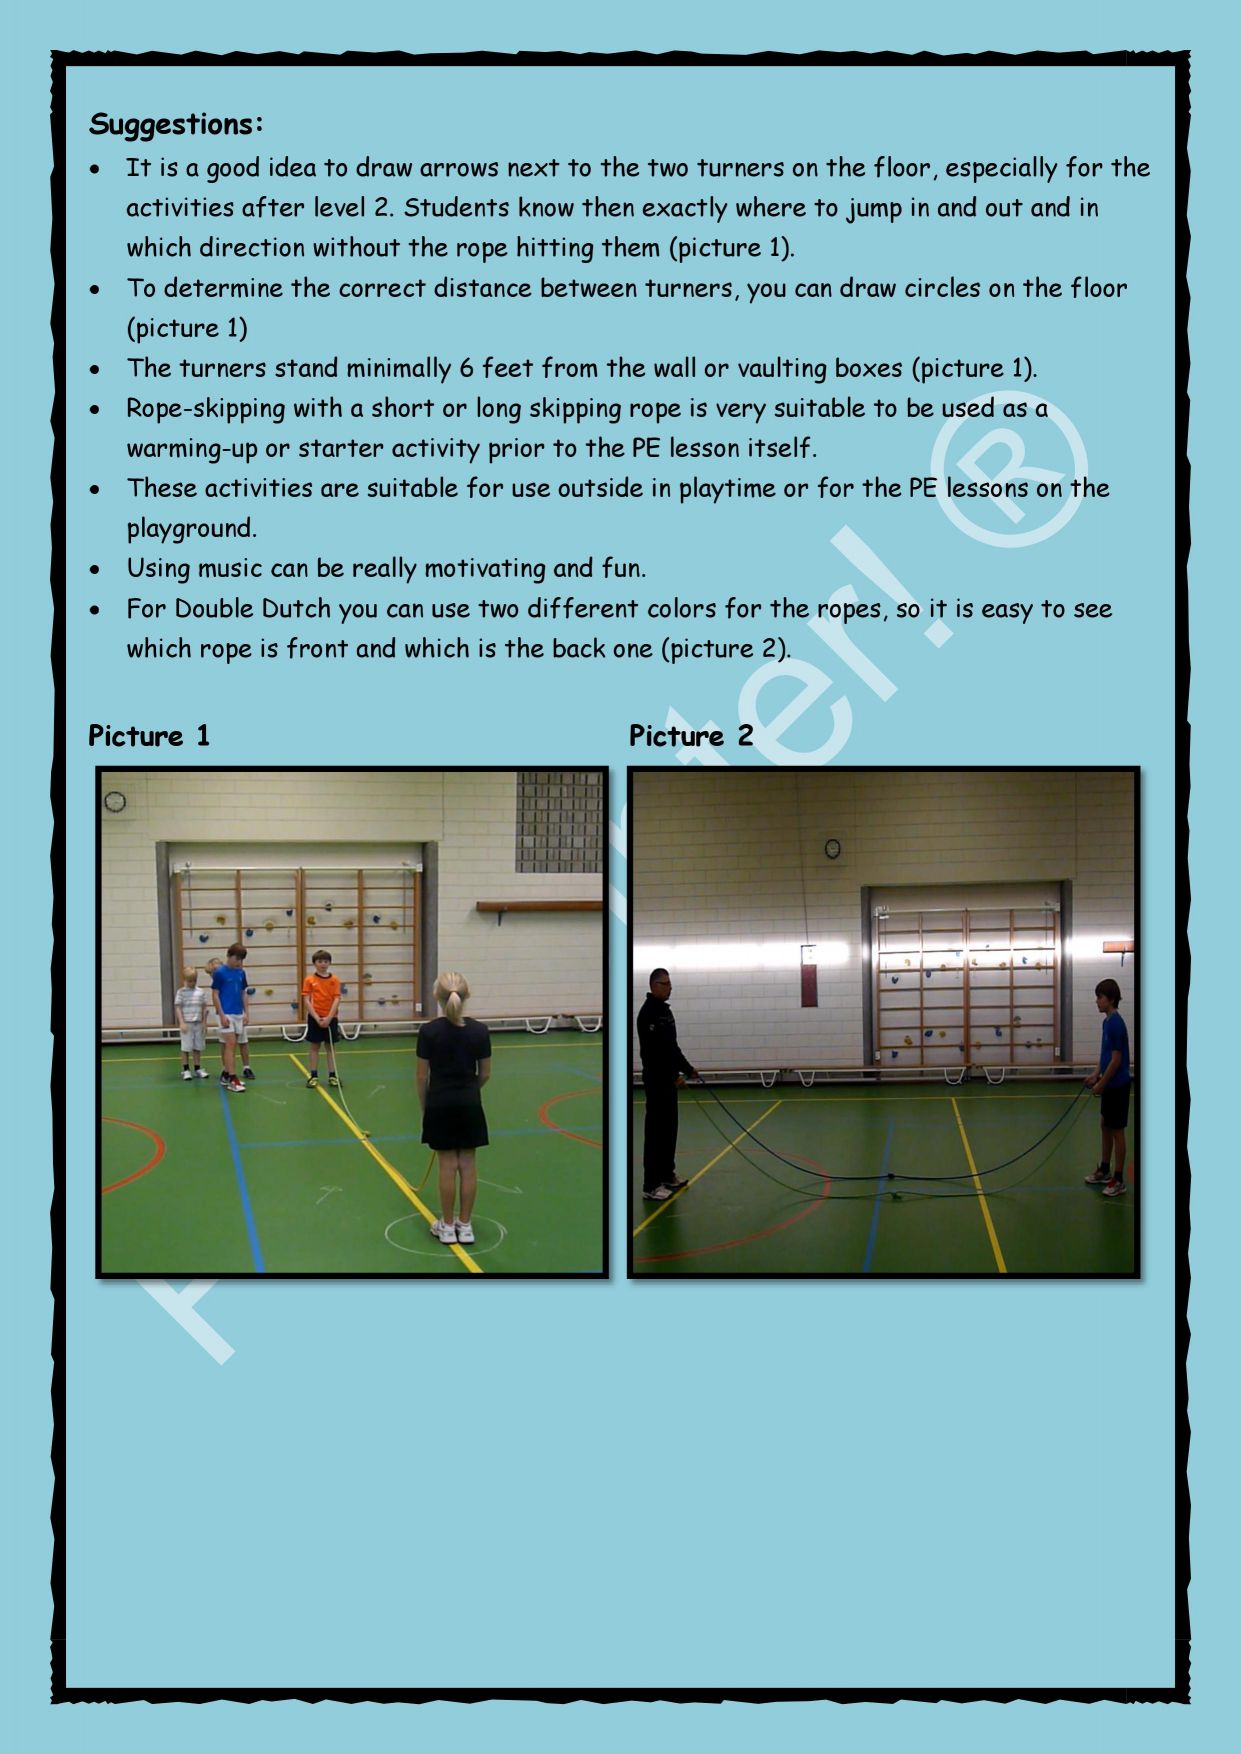 Suggestions:
• It is a good idea to draw arrows next to the two turners on the floor, especially for the
activities after level 2. Students know then exactly where to jump in and out and in
which direction without the rope hitting them (picture 1).
• To determine the correct distance between turners, you can draw circles on the floor
(picture 1)
• The turners stand minimally 6 feet from the wall or vaulting boxes (picture 1).
• Rope-skipping with a short or long skipping rope is very suitable to be used as a
warming-up or starter activity prior to the PE lesson itself.
• These activities are suitable for use outside in playtime or for the PE lessons on the
playground.
• Using music can be really motivating and fun.
• For Double Dutch you can use two different colors for the ropes, so it is easy to see
which rope is front and which is the back one (picture 2).
Picture 1 Picture 2